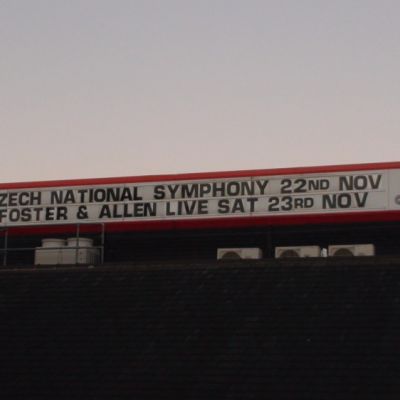 ZECH NATIONAL SYMPHONY 22ND NOV
FOSTER & ALLEN LIVE SAT 23RD NOV